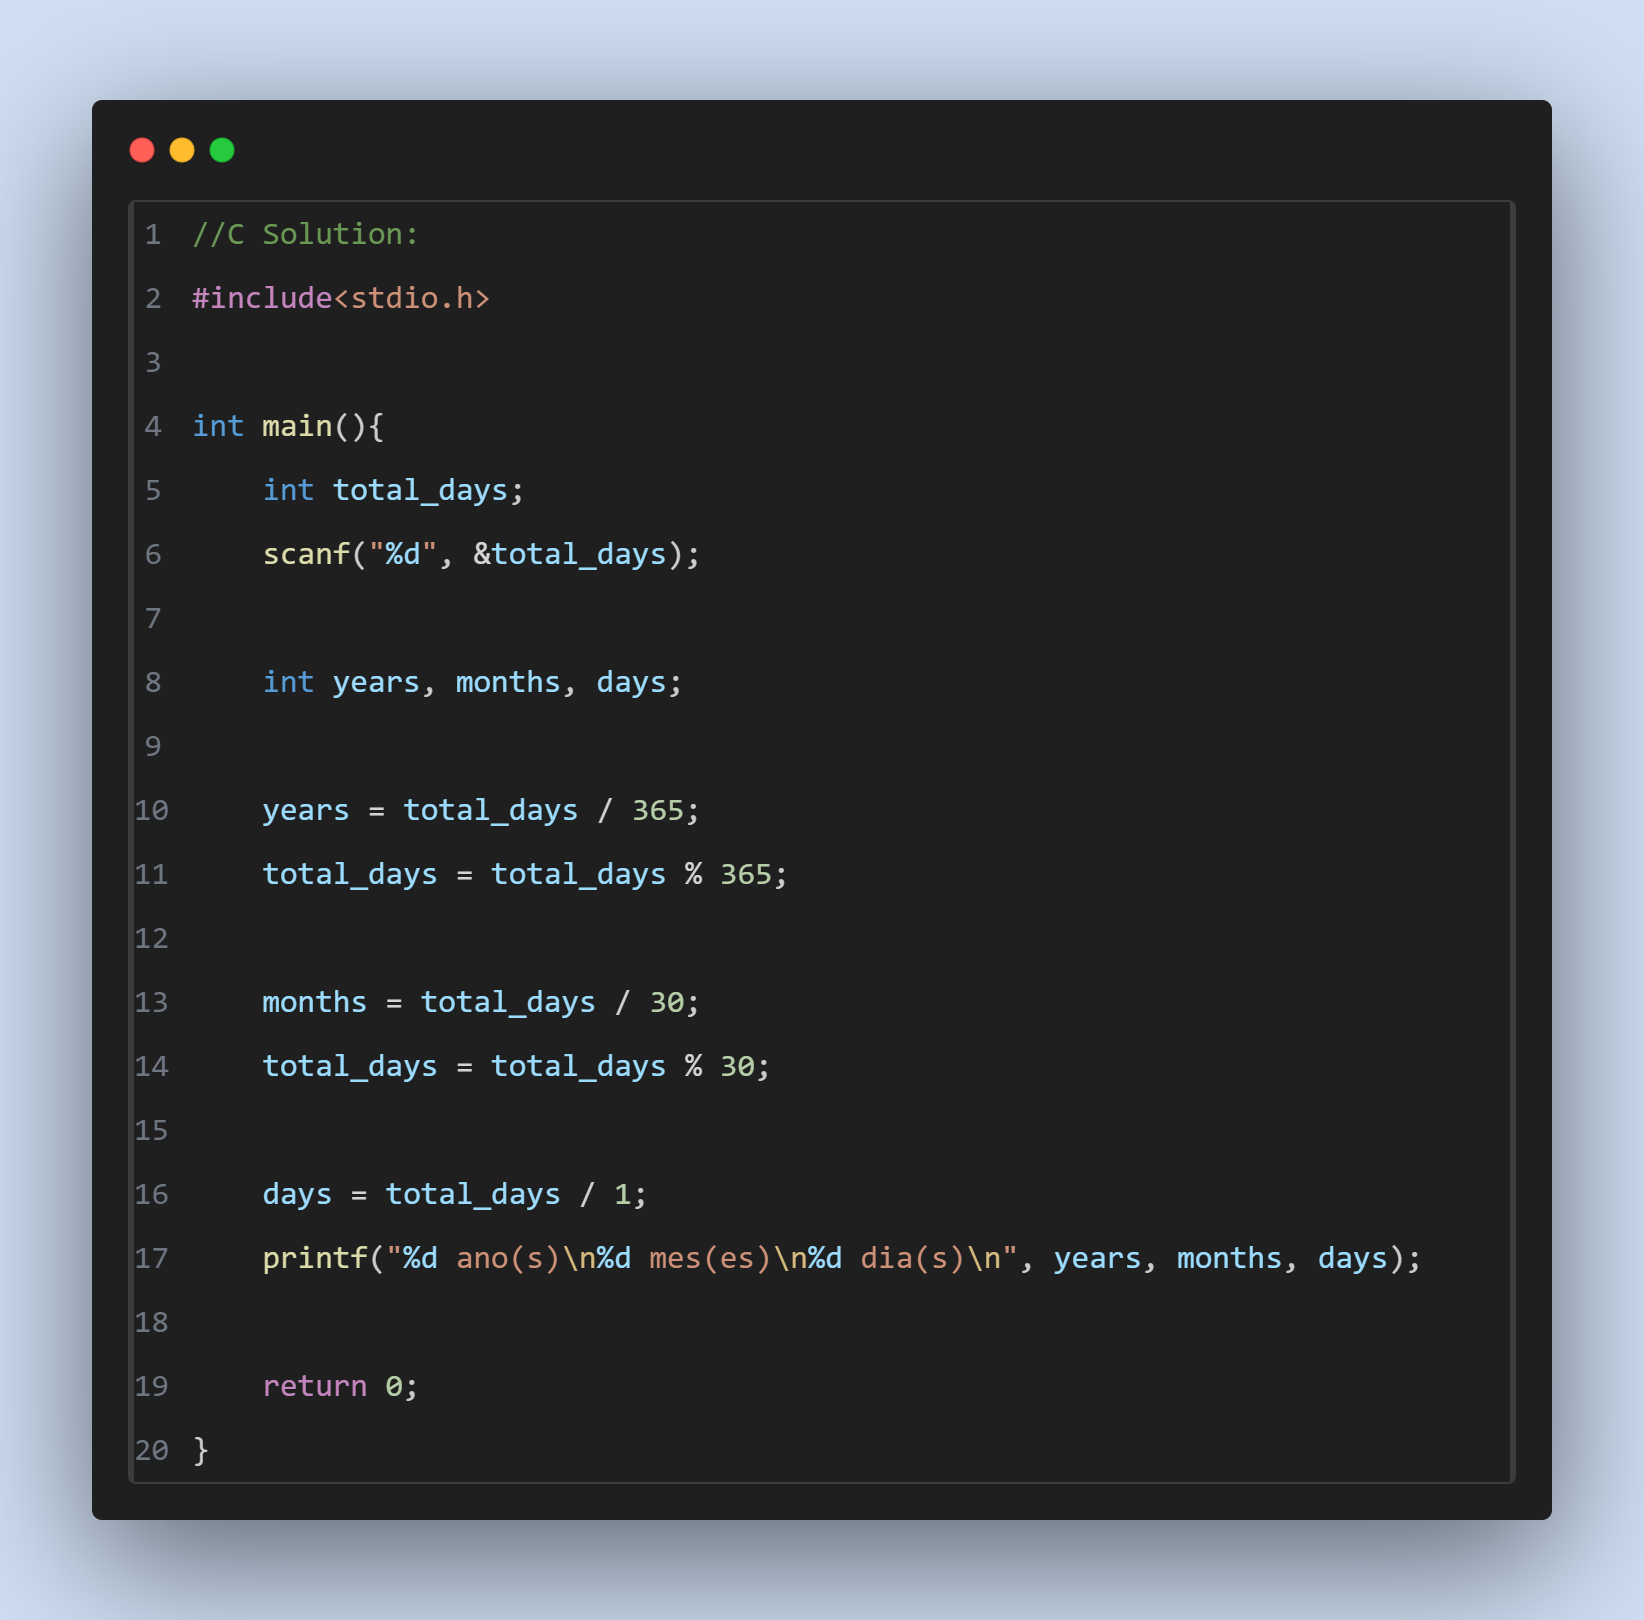 1 //C Solution:
2 #include<stdio.h>
3
4 int main(){
5     int total_days;
6     scanf("%d", &total_days);
7
8     int years, months, days;
9
10     years = total_days / 365;
11     total_days = total_days % 365;
12
13     months = total_days / 30;
14     total_days = total_days % 30;
15
16     days = total_days / 1;
17     printf("%d ano(s)\n%d mes(es)\n%d dia(s)\n", years, months, days);
18
19     return 0;
20 }